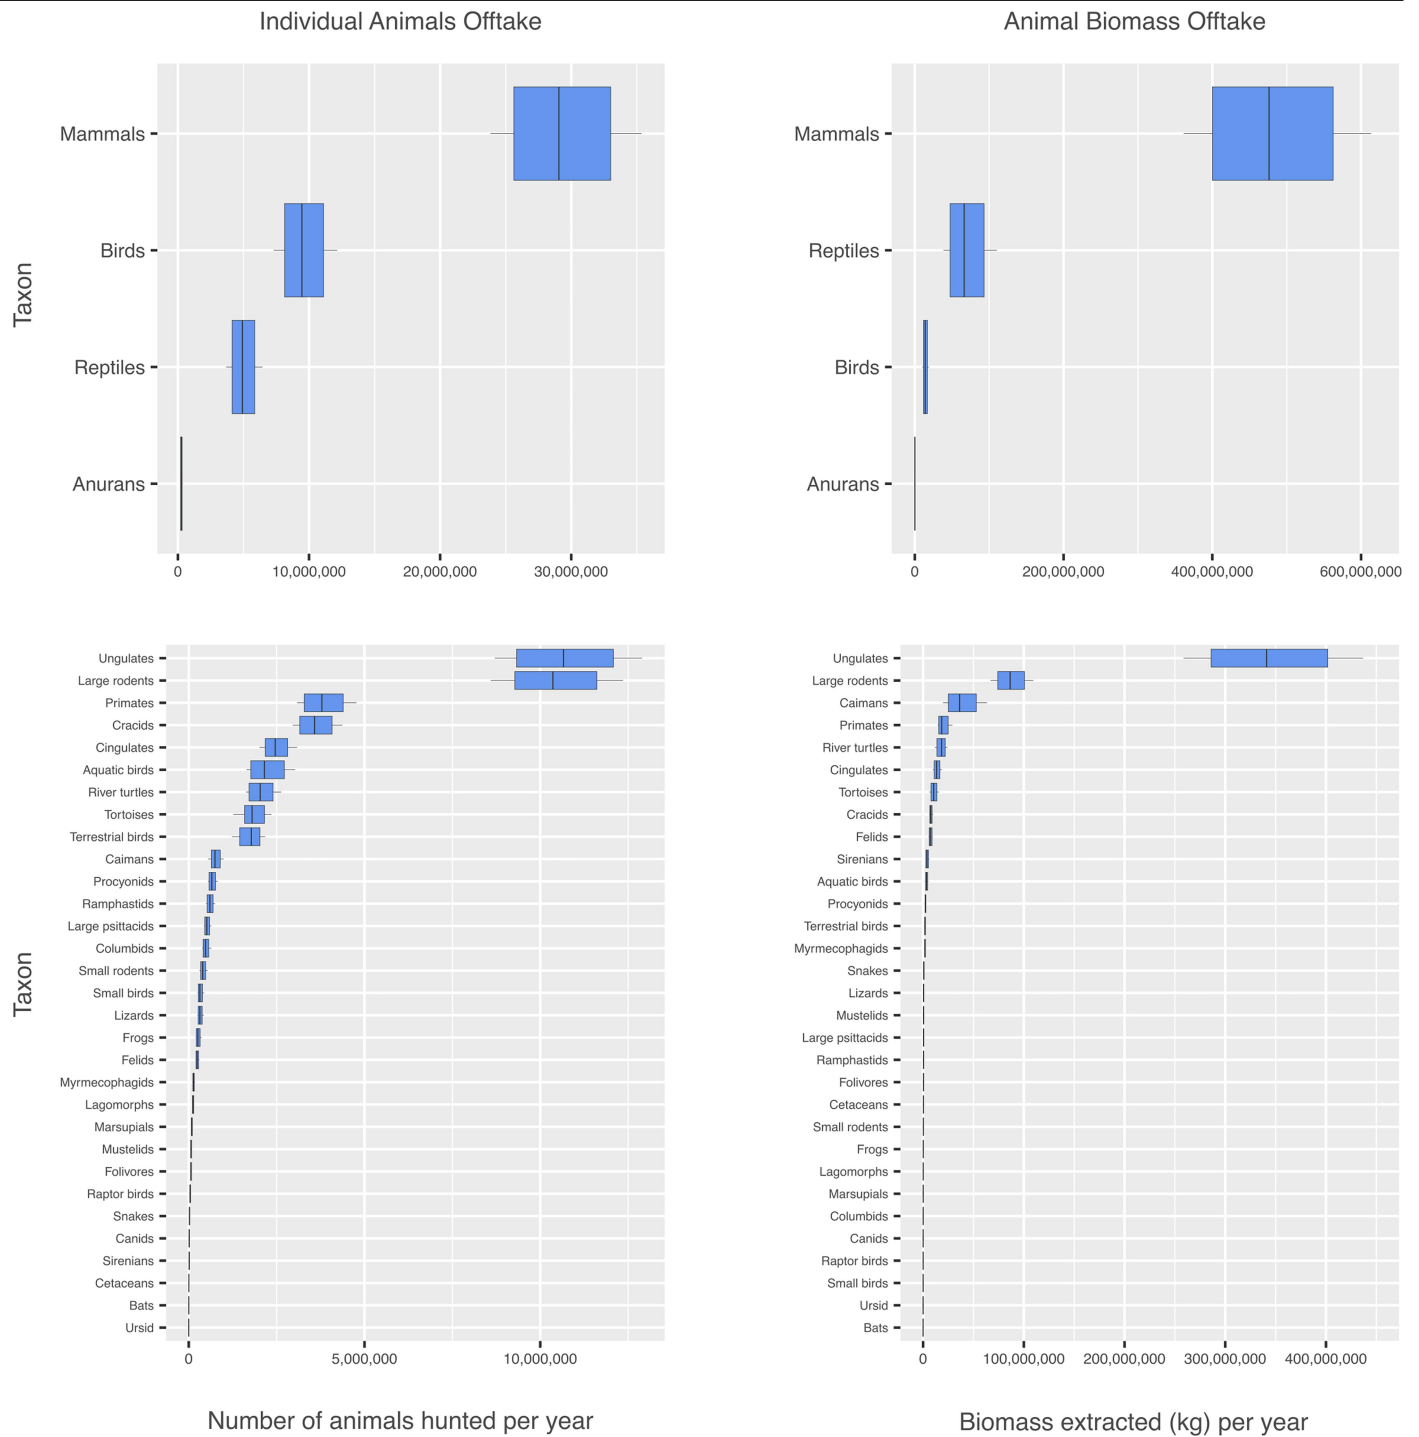 Individual Animals Offtake
Animal Biomass Offtake
Taxon
Mammals
Birds
Reptiles
Anurans
0 10,000,000 20,000,000 30,000,000
Mammals
Reptiles
Birds
Anurans
0 200,000,000 400,000,000 600,000,000
Taxon
Ungulates
Large rodents
Primates
Cracids
Cingulates
Aquatic birds
River turtles
Tortoises
Terrestrial birds
Caimans
Procyonids
Ramphastids
Large psittacids
Columbids
Small rodents
Small birds
Lizards
Frogs
Felids
Myrmecophagids
Lagomorphs
Marsupials
Mustelids
Folivores
Raptor birds
Snakes
Canids
Sirenians
Cetaceans
Bats
Ursid
0 5,000,000 10,000,000
Number of animals hunted per year
Ungulates
Large rodents
Caimans
Primates
River turtles
Cingulates
Tortoises
Cracids
Felids
Sirenians
Aquatic birds
Procyonids
Terrestrial birds
Myrmecophagids
Snakes
Lizards
Mustelids
Large psittacids
Ramphastids
Folivores
Cetaceans
Small rodents
Frogs
Lagomorphs
Marsupials
Columbids
Canids
Raptor birds
Small birds
Ursid
Bats
0 100,000,000 200,000,000 300,000,000 400,000,000
Biomass extracted (kg) per year